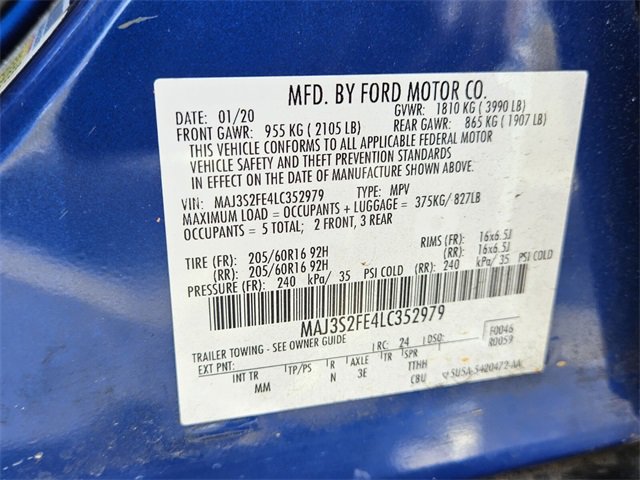 MFD. BY FORD MOTOR CO.
DATE: 01/20 GVWR: 1810 KG ( 3990 LB)
FRONT GAWR: 955 KG ( 2105 LB) REAR GAWR: 865 KG ( 1907 LB)
THIS VEHICLE CONFORMS TO ALL APPLICABLE FEDERAL MOTOR
VEHICLE SAFETY AND THEFT PREVENTION STANDARDS
IN EFFECT ON THE DATE OF MANUFACTURE SHOWN ABOVE.
VIN: MAJ3S2FE4LC352979 TYPE: MPV
MAXIMUM LOAD = OCCUPANTS + LUGGAGE = 375KG/ 827LB
OCCUPANTS = 5 TOTAL; 2 FRONT, 3 REAR
TIRE (FR): 205/60R16 92H RIMS (FR): 16x6.5J
(RR): 205/60R16 92H (RR): 16x6.5J
PRESSURE (FR): 240 kPa/ 35 PSI COLD (RR): 240 kPa/ 35 PSI COLD
MAJ3S2FE4LC352979
TRAILER TOWING - SEE OWNER GUIDE RC: 24 DSO: F0046
R0059
EXT PNT: INT TR TP/PS R AXLE TR SPR
MM N 3E TTHH
CBU 5U5A-5420472-AA